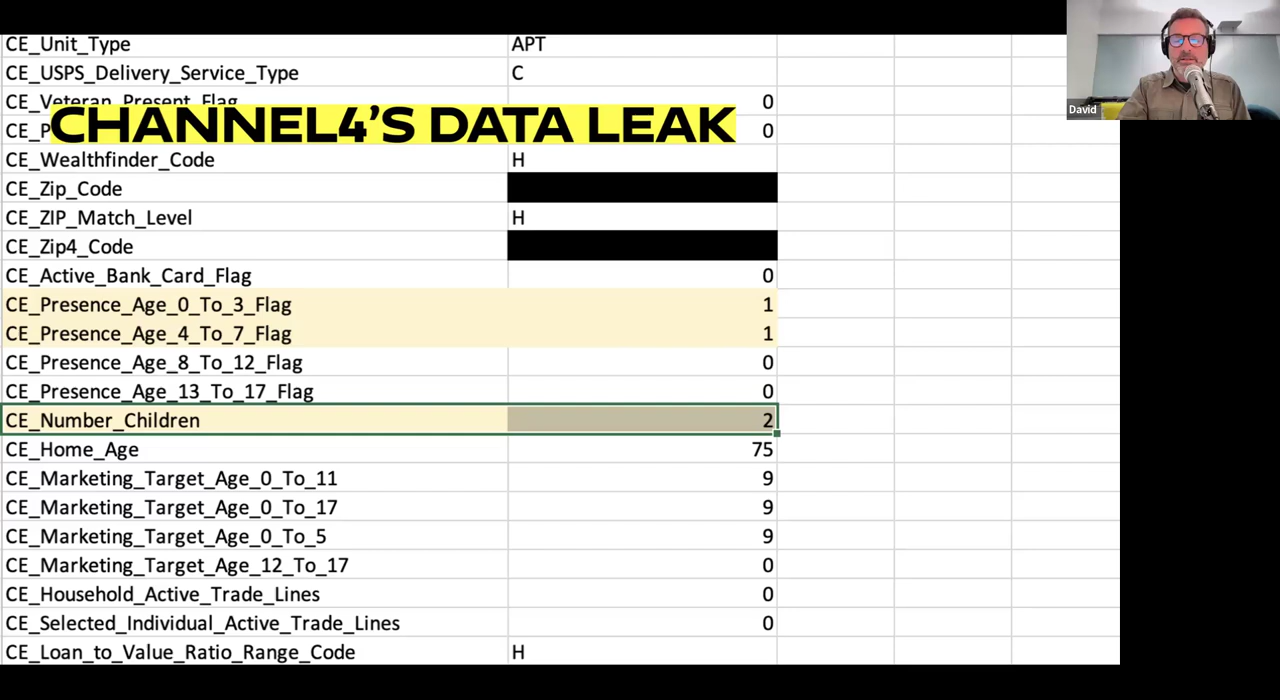 CE_Unit_Type APT
CE_USPS_Delivery_Service_Type C
CE_Veteran_Present_Flag 0
CE_P 0
CHANNEL4'S DATA LEAK
CE_Wealthfinder_Code H
CE_Zip_Code
CE_ZIP_Match_Level H
CE_Zip4_Code
CE_Active_Bank_Card_Flag 0
CE_Presence_Age_0_To_3_Flag 1
CE_Presence_Age_4_To_7_Flag 1
CE_Presence_Age_8_To_12_Flag 0
CE_Presence_Age_13_To_17_Flag 0
CE_Number_Children 2
CE_Home_Age 75
CE_Marketing_Target_Age_0_To_11 9
CE_Marketing_Target_Age_0_To_17 9
CE_Marketing_Target_Age_0_To_5 9
CE_Marketing_Target_Age_12_To_17 0
CE_Household_Active_Trade_Lines 0
CE_Selected_Individual_Active_Trade_Lines 0
CE_Loan_to_Value_Ratio_Range_Code H
David